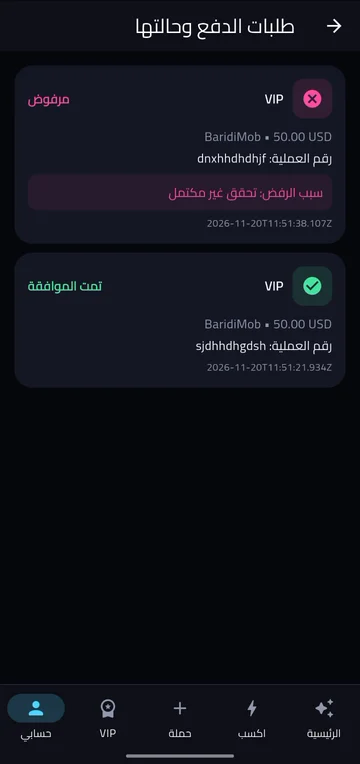 طلبات الدفع وحالتها
VIP مرفوض
BaridiMob • 50.00 USD
رقم العملية: dnxhhdhdhjf
سبب الرفض: تحقق غير مكتمل
2026-11-20T11:51:38.107Z
VIP تمت الموافقة
BaridiMob • 50.00 USD
رقم العملية: sjdhhdhgdsh
2026-11-20T11:51:21.934Z
الرئيسية اكسب حملة VIP حسابي